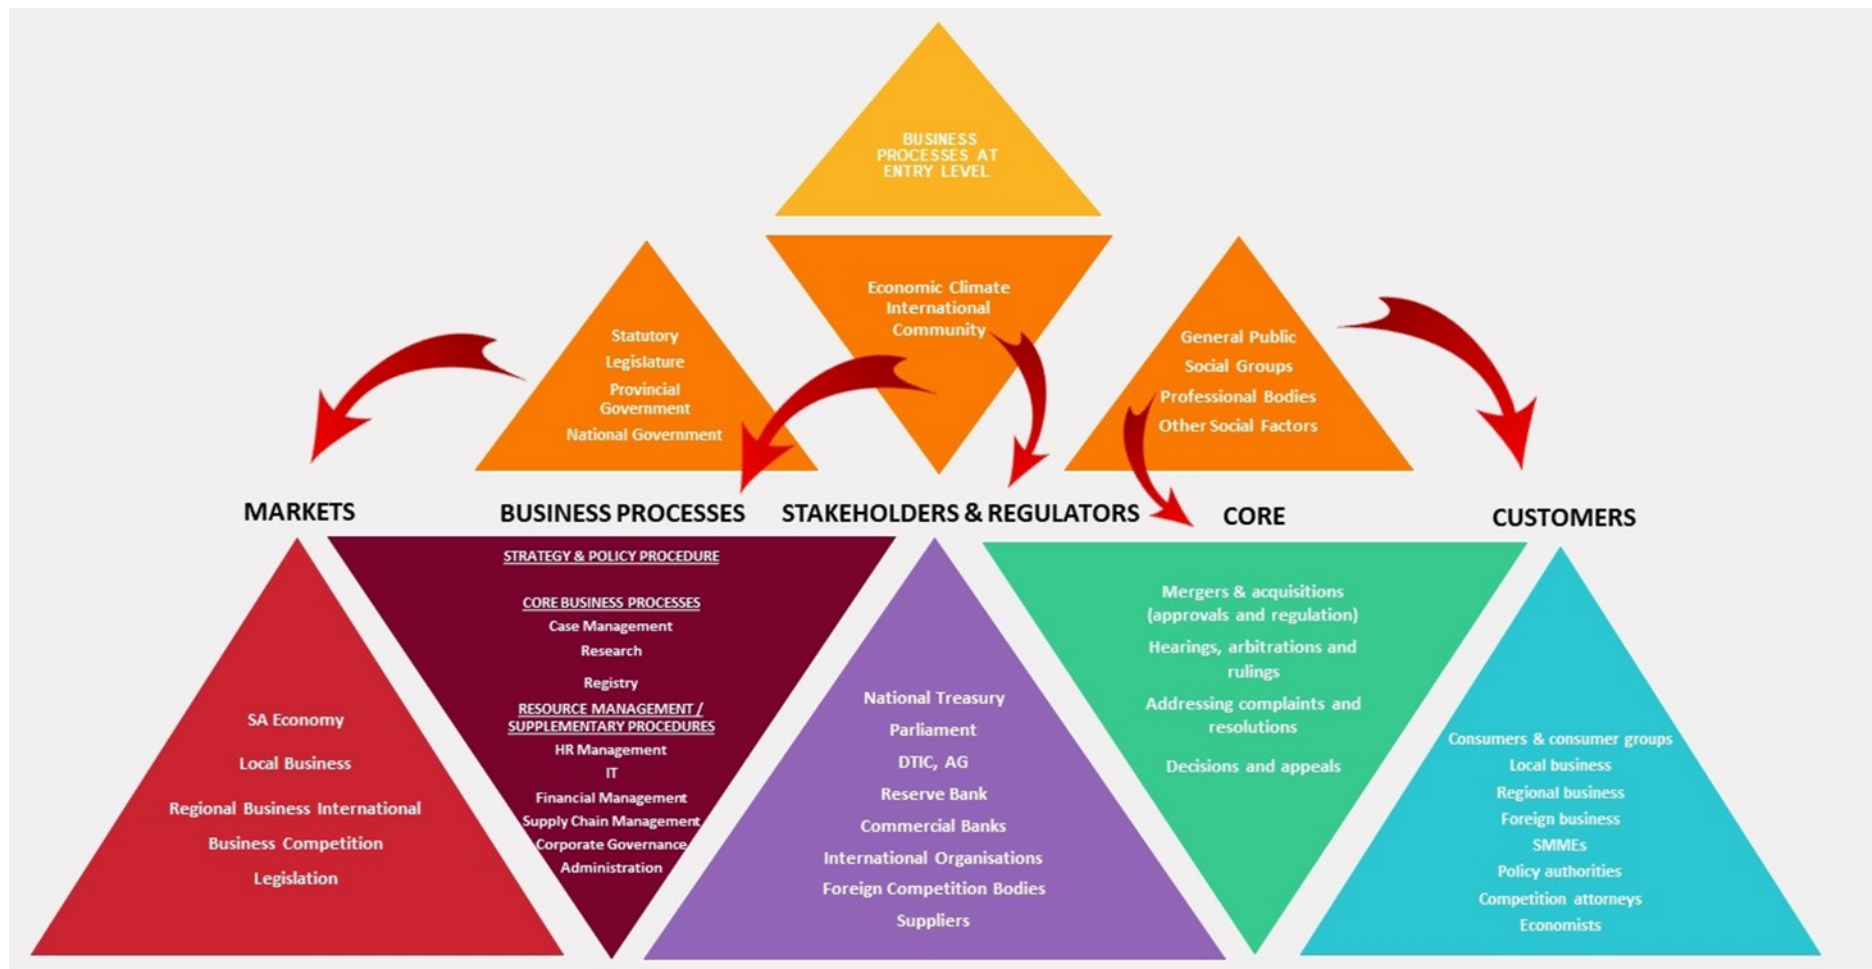 BUSINESS
PROCESSES AT
ENTRY LEVEL
Statutory
Legislature
Provincial
Government
National Government
Economic Climate
International
Community
General Public
Social Groups
Professional Bodies
Other Social Factors
MARKETS
BUSINESS PROCESSES
STAKEHOLDERS & REGULATORS
CORE
CUSTOMERS
SA Economy
Local Business
Regional Business International
Business Competition
Legislation
STRATEGY & POLICY PROCEDURE
CORE BUSINESS PROCESSES
Case Management
Research
Registry
RESOURCE MANAGEMENT /
SUPPLEMENTARY PROCEDURES
HR Management
IT
Financial Management
Supply Chain Management
Corporate Governance
Administration
National Treasury
Parliament
DTIC, AG
Reserve Bank
Commercial Banks
International Organisations
Foreign Competition Bodies
Suppliers
Mergers & acquisitions
(approvals and regulation)
Hearings, arbitrations and
rulings
Addressing complaints and
resolutions
Decisions and appeals
Consumers & consumer groups
Local business
Regional business
Foreign business
SMMEs
Policy authorities
Competition attorneys
Economists